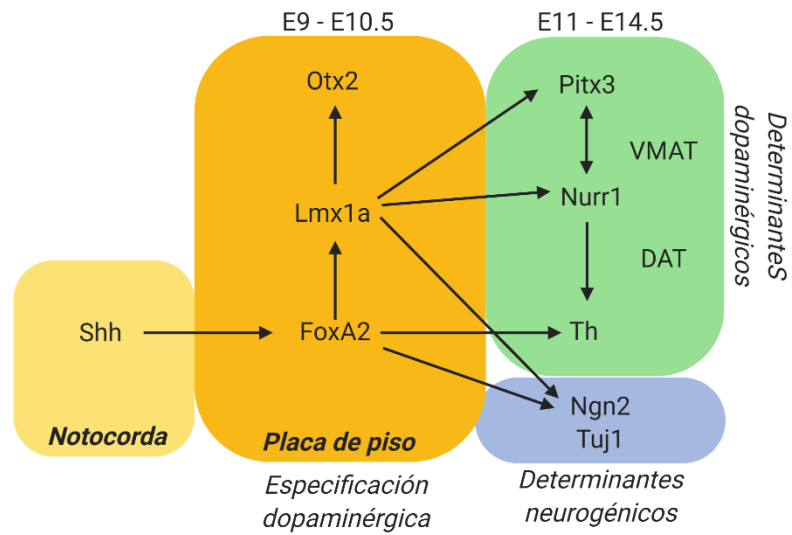 E9 - E10.5
E11 - E14.5
Otx2
Lmx1a
FoxA2
Shh
Notocorda
Placa de piso
Especificación
dopaminérgica
Pitx3
VMAT
Nurr1
DAT
Th
DeterminanteS
dopaminérgicos
Ngn2
Tuj1
Determinantes
neurogénicos